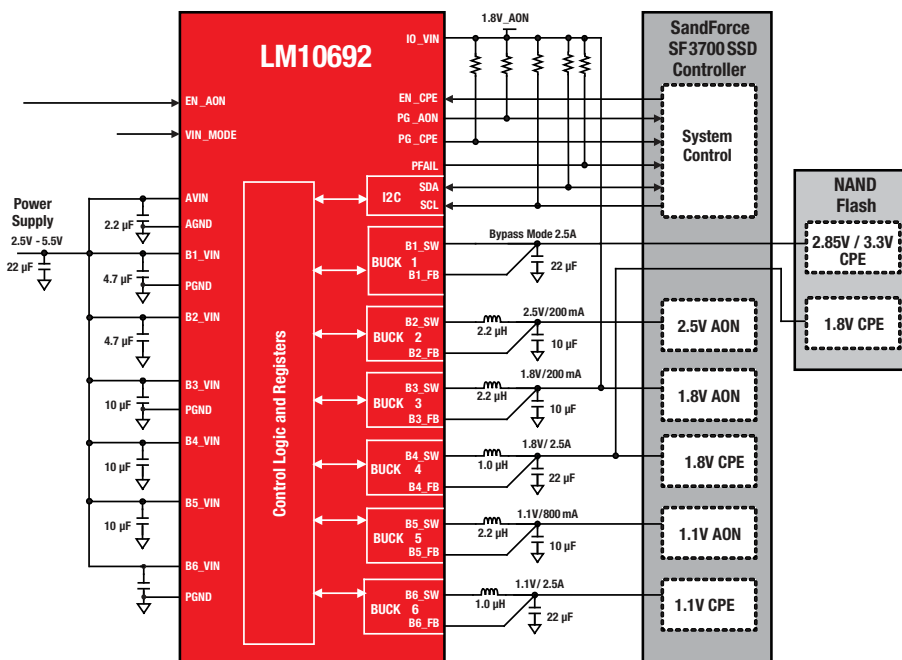 LM10692
EN_AON
VIN_MODE
Power
Supply
2.5V - 5.5V
22 µF
AVIN
2.2 µF
AGND
B1_VIN
4.7 µF
PGND
B2_VIN
4.7 µF
B3_VIN
10 µF
PGND
B4_VIN
10 µF
B5_VIN
10 µF
B6_VIN
PGND
Control Logic and Registers
1.8V_AON
IO_VIN
EN_CPE
PG_AON
PG_CPE
PFAIL
I2C
SDA
SCL
BUCK 1
B1_SW
B1_FB
Bypass Mode 2.5A
22 µF
BUCK 2
B2_SW
B2_FB
2.5V/200 mA
2.2 µH
10 µF
BUCK 3
B3_SW
B3_FB
1.8V/200 mA
2.2 µH
10 µF
BUCK 4
B4_SW
B4_FB
1.8V/ 2.5A
1.0 µH
22 µF
BUCK 5
B5_SW
B5_FB
1.1V/800 mA
2.2 µH
10 µF
BUCK 6
B6_SW
B6_FB
1.1V/ 2.5A
1.0 µH
22 µF
SandForce
SF3700 SSD
Controller
System
Control
2.5V AON
1.8V AON
1.8V CPE
1.1V AON
1.1V CPE
NAND
Flash
2.85V / 3.3V
CPE
1.8V CPE